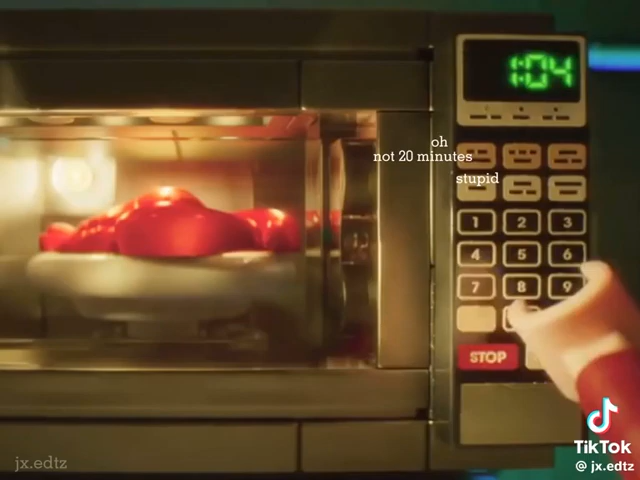 1:04
oh
not 20 minutes
stupid
1 2 3
4 5 6
7 8 9
STOP
TikTok
@ jx.edtz
jx.edtz